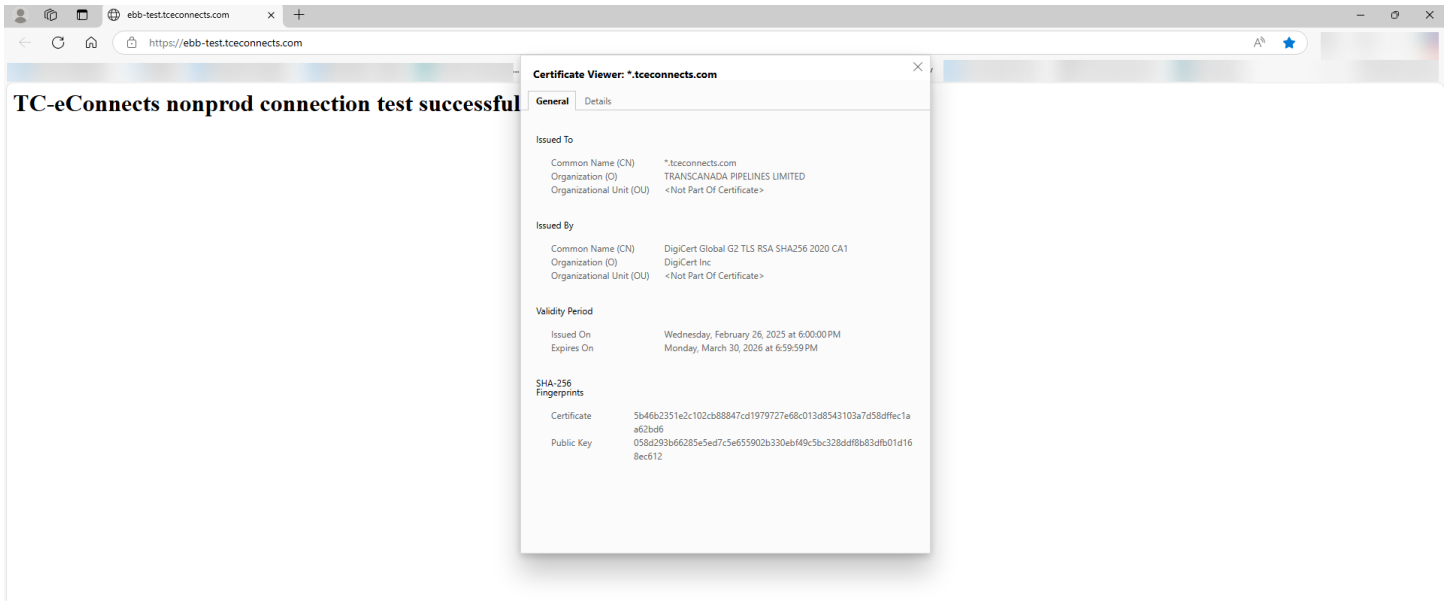 ebb-test.tceconnects.com
https://ebb-test.tceconnects.com
TC-eConnects nonprod connection test successful
Certificate Viewer: *.tceconnects.com
General Details
Issued To
Common Name (CN) *.tceconnects.com
Organization (O) TRANSCANADA PIPELINES LIMITED
Organizational Unit (OU) <Not Part Of Certificate>
Issued By
Common Name (CN) DigiCert Global G2 TLS RSA SHA256 2020 CA1
Organization (O) DigiCert Inc
Organizational Unit (OU) <Not Part Of Certificate>
Validity Period
Issued On Wednesday, February 26, 2025 at 6:00:00 PM
Expires On Monday, March 30, 2026 at 6:59:59 PM
SHA-256
Fingerprints
Certificate 5b46b2351e2c102cb88847cd1979727e68c013d8543103a7d58dffec1a
a62bd6
Public Key 058d293b66285e5ed7c5e655902b330ebf49c5bc328ddf8b83dfb01d16
8ec612